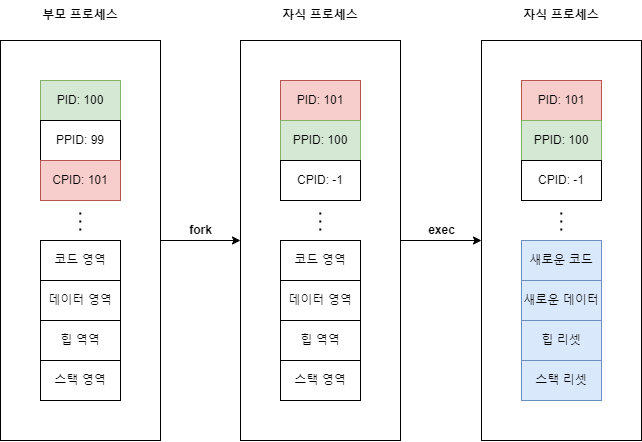 부모 프로세스
PID: 100
PPID: 99
CPID: 101
코드 영역
데이터 영역
힙 역역
스택 영역
fork
자식 프로세스
PID: 101
PPID: 100
CPID: -1
코드 영역
데이터 영역
힙 역역
스택 영역
exec
자식 프로세스
PID: 101
PPID: 100
CPID: -1
새로운 코드
새로운 데이터
힙 리셋
스택 리셋